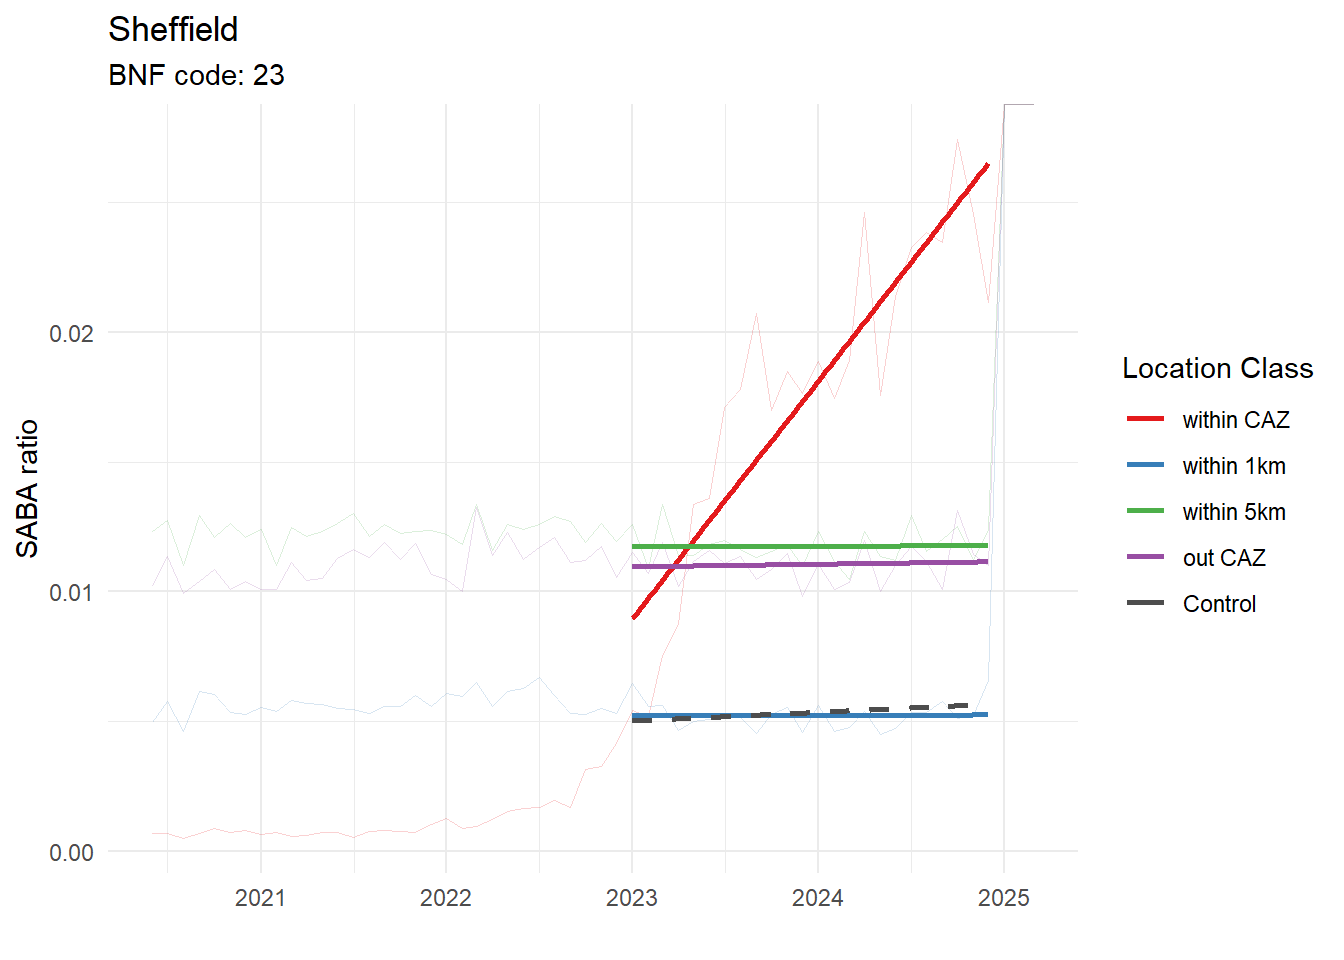 Sheffield
BNF code: 23
SABA ratio
0.02
0.01
0.00
2021 2022 2023 2024 2025
Location Class
within CAZ
within 1km
within 5km
out CAZ
Control